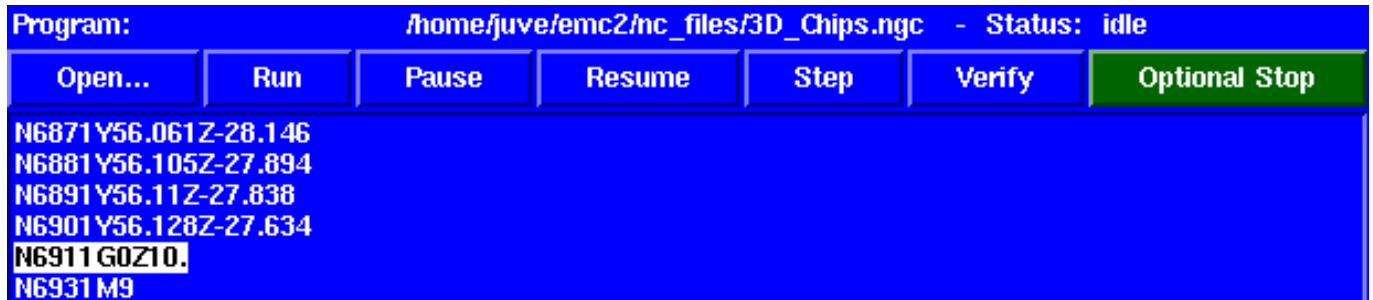 Program: /home/juve/emc2/nc_files/3D_Chips.ngc - Status: idle
Open... Run Pause Resume Step Verify Optional Stop
N6871Y56.061Z-28.146
N6881Y56.105Z-27.894
N6891Y56.11Z-27.838
N6901Y56.128Z-27.634
N6911G0Z10.
N6931M9